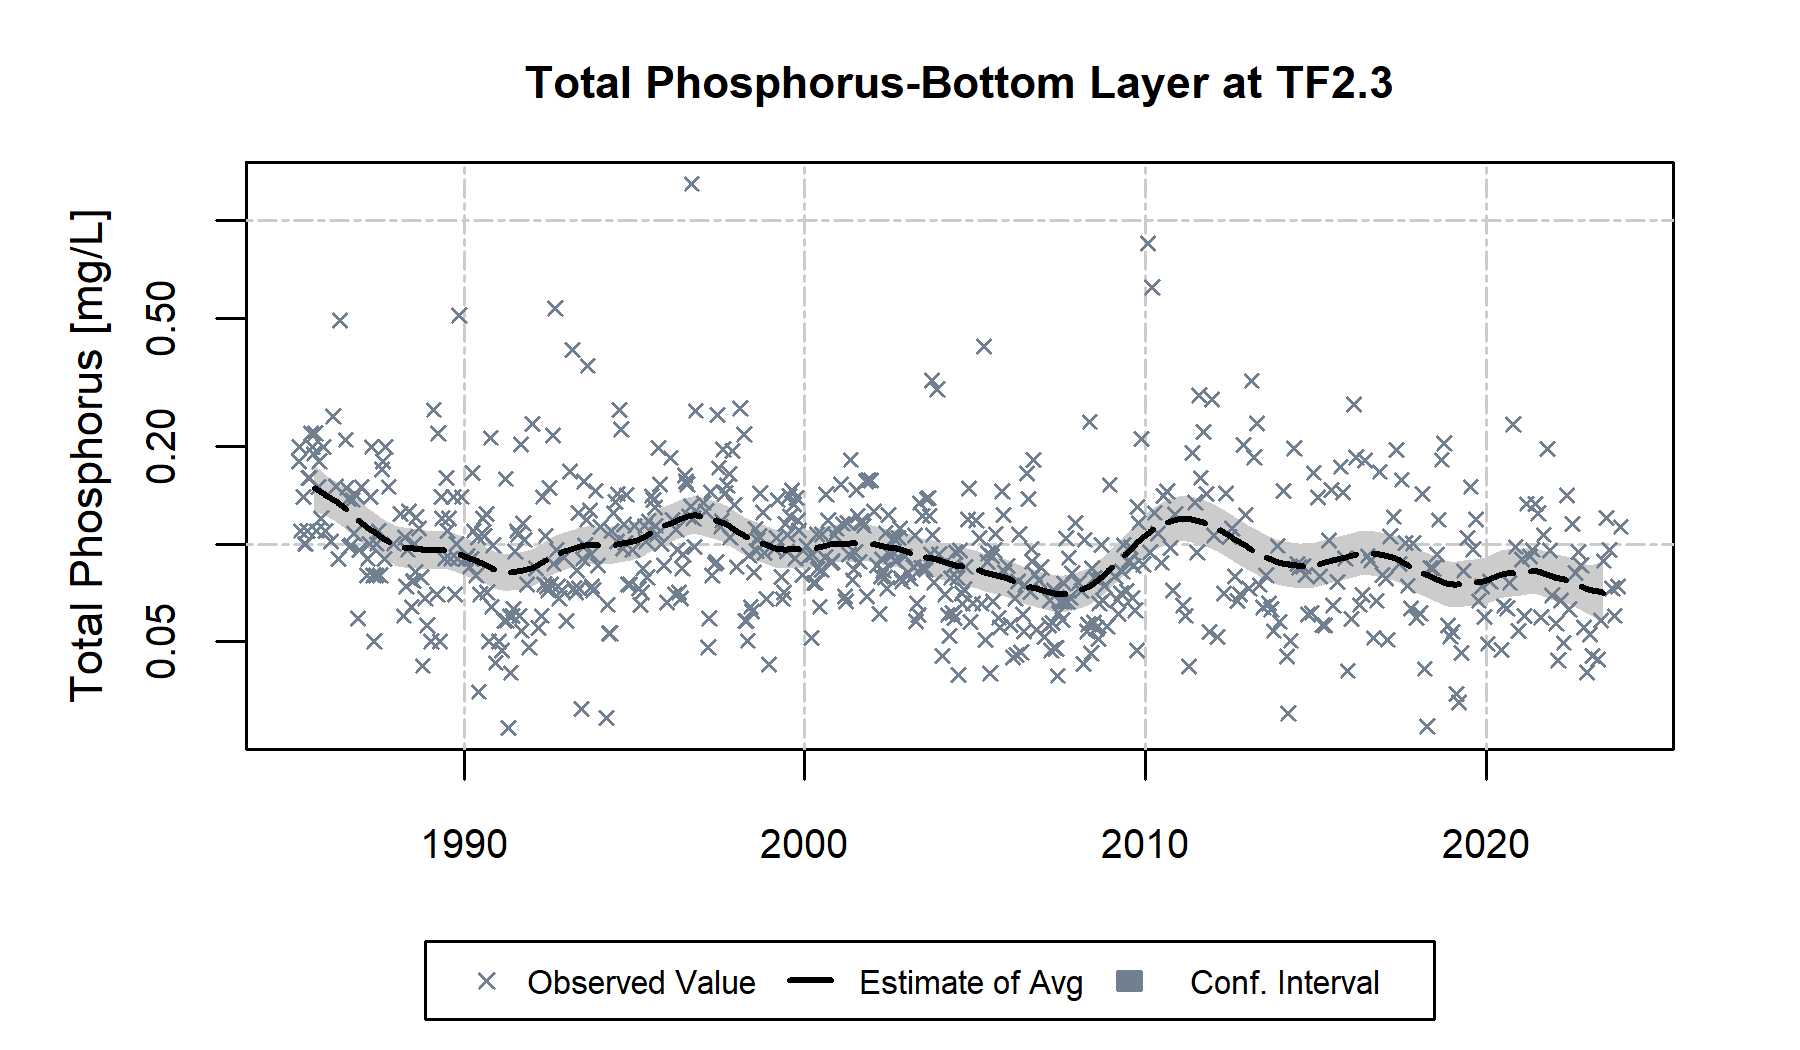 Total Phosphorus-Bottom Layer at TF2.3
Total Phosphorus [mg/L]
0.50
0.20
0.05
1990 2000 2010 2020
Observed Value Estimate of Avg Conf. Interval